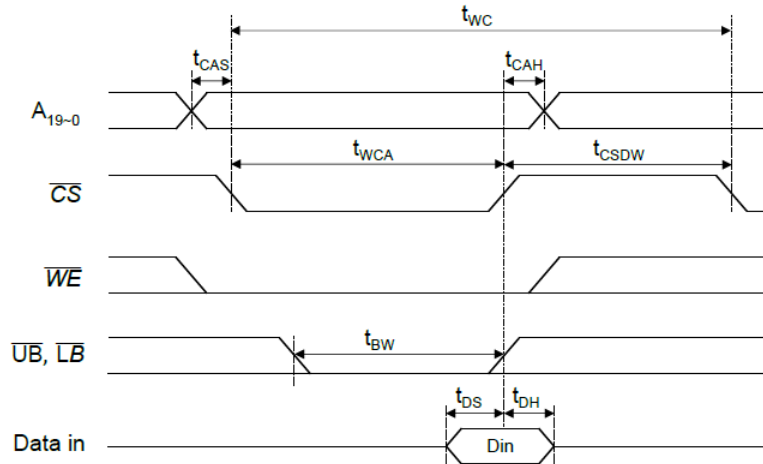 tWC
tCAS
tCAH
A19~0
tWCA
tCSDW
CS
WE
UB, LB
tBW
tDS
tDH
Data in
Din